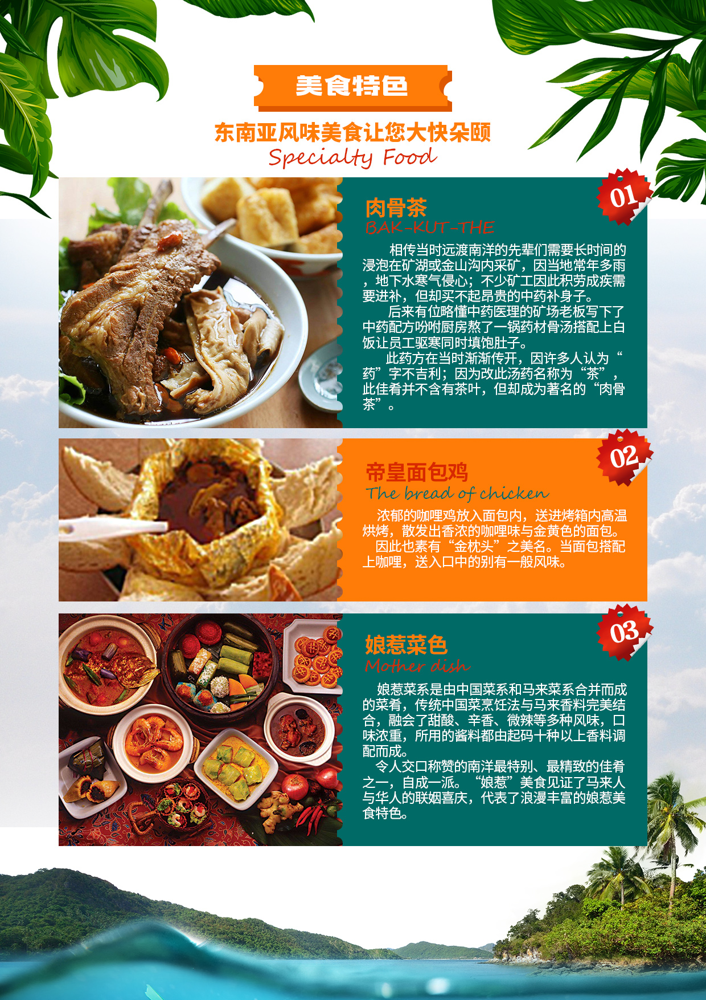 美食特色
东南亚风味美食让您大快朵颐
Specialty Food
01
肉骨茶
BAK-KUT-THE
相传当时远渡南洋的先辈们需要长时间的
浸泡在矿湖或金山沟内采矿，因当地常年多雨
，地下水寒气侵心；不少矿工因此积劳成疾需
要进补，但却买不起昂贵的中药补身子。
后来有位略懂中药医理的矿场老板写下了
中药配方吩咐厨房熬了一锅药材骨汤搭配上白
饭让员工驱寒同时填饱肚子。
此药方在当时渐渐传开，因许多人认为“
药”字不吉利；因为改此汤药名称为“茶”，
此佳肴并不含有茶叶，但却成为著名的“肉骨
茶”。
02
帝皇面包鸡
The bread of chicken
浓郁的咖喱鸡放入面包内，送进烤箱内高温
烘烤，散发出香浓的咖喱味与金黄色的面包。
因此也素有“金枕头”之美名。当面包搭配
上咖喱，送入口中的别有一般风味。
03
娘惹菜色
Mother dish
娘惹菜系是由中国菜系和马来菜系合并而成
的菜肴，传统中国菜烹饪法与马来香料完美结
合，融会了甜酸、辛香、微辣等多种风味，口
味浓重，所用的酱料都由起码十种以上香料调
配而成。
令人交口称赞的南洋最特别、最精致的佳肴
之一，自成一派。“娘惹”美食见证了马来人
与华人的联姻喜庆，代表了浪漫丰富的娘惹美
食特色。